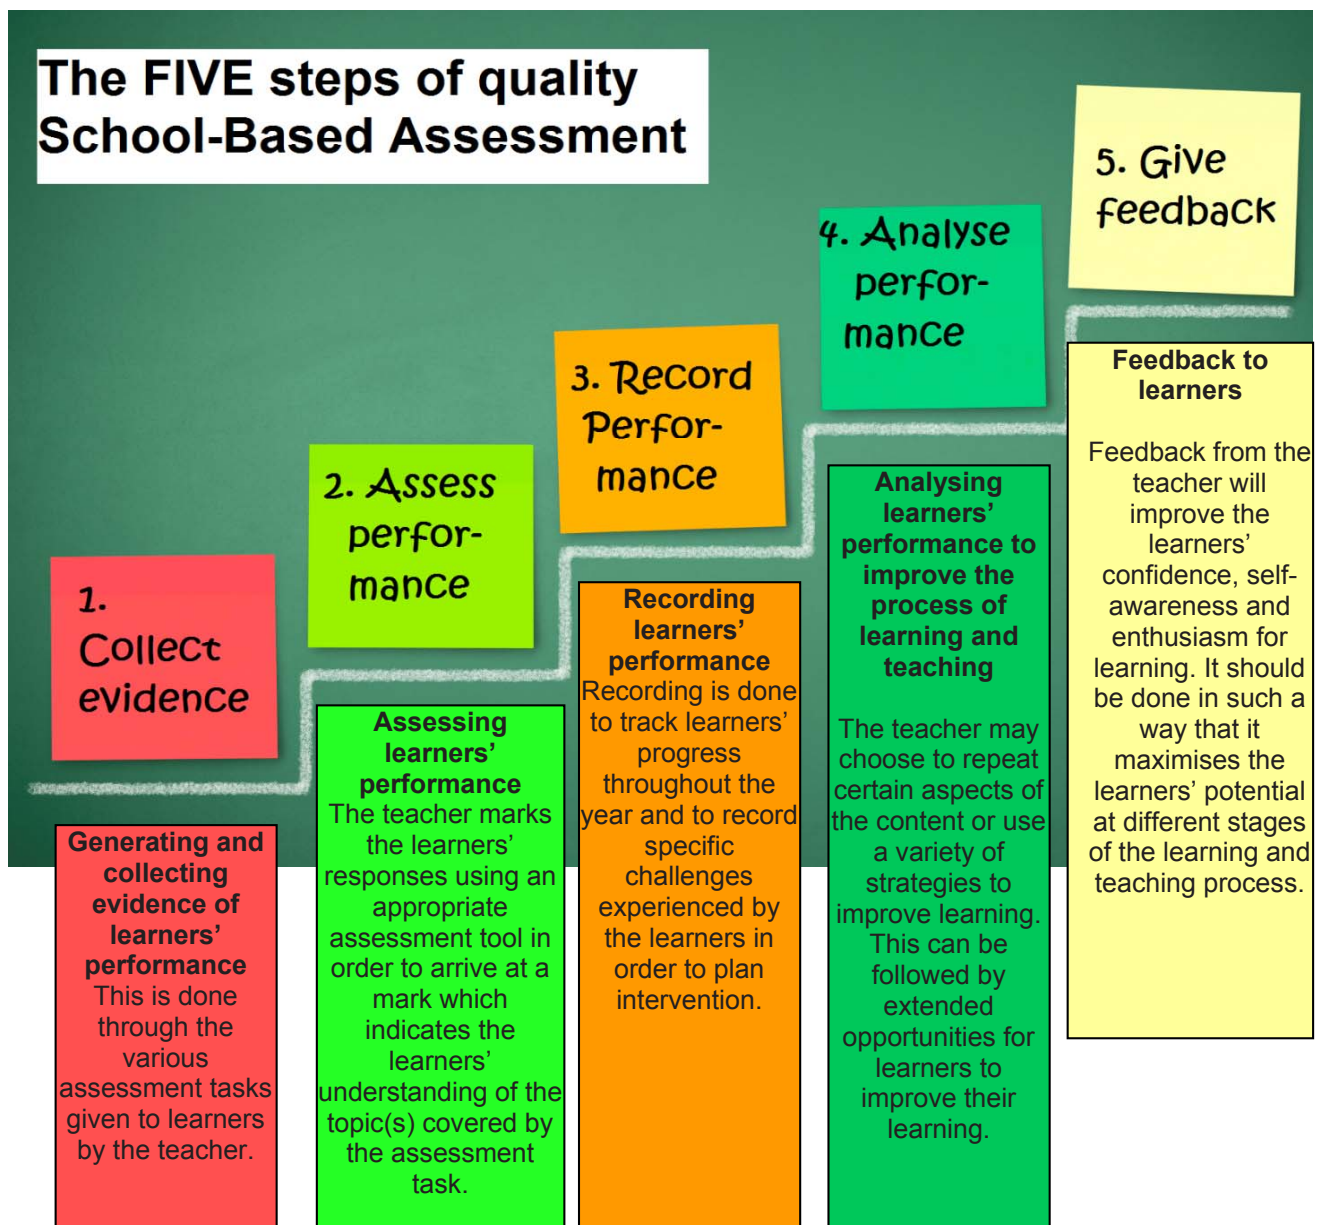 The FIVE steps of quality
School-Based Assessment
1.
Collect
evidence
2. Assess
perfor-
mance
3. Record
Perfor-
mance
4. Analyse
perfor-
mance
5. Give
feedback
Generating and
collecting
evidence of
learners’
performance
This is done
through the
various
assessment tasks
given to learners
by the teacher.
Assessing
learners’
performance
The teacher marks
the learners’
responses using an
appropriate
assessment tool in
order to arrive at a
mark which
indicates the
learners’
understanding of the
topic(s) covered by
the assessment
task.
Recording
learners’
performance
Recording is done
to track learners’
progress
throughout the
year and to record
specific
challenges
experienced by
the learners in
order to plan
intervention.
Analysing
learners’
performance to
improve the
process of
learning and
teaching
The teacher may
choose to repeat
certain aspects of
the content or use
a variety of
strategies to
improve learning.
This can be
followed by
extended
opportunities for
learners to
improve their
learning.
Feedback to
learners
Feedback from the
teacher will
improve the
learners’
confidence, self-
awareness and
enthusiasm for
learning. It should
be done in such a
way that it
maximises the
learners’ potential
at different stages
of the learning and
teaching process.